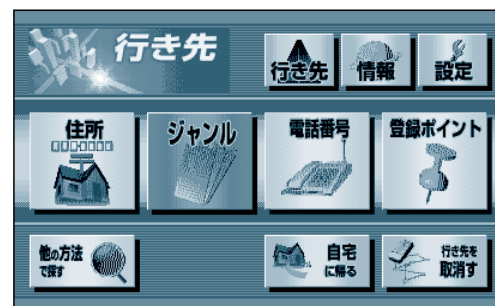 行き先
行き先 情報 設定
住所 ジャンル 電話番号 登録ポイント
他の方法
で探す
自宅
に帰る
行き先を
取消す